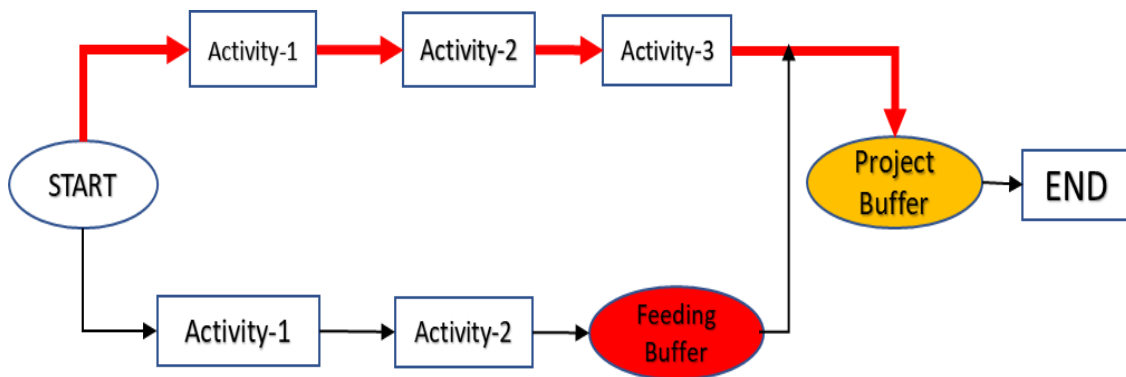 Activity-1
Activity-2
Activity-3
START
Project
Buffer
END
Activity-1
Activity-2
Feeding
Buffer